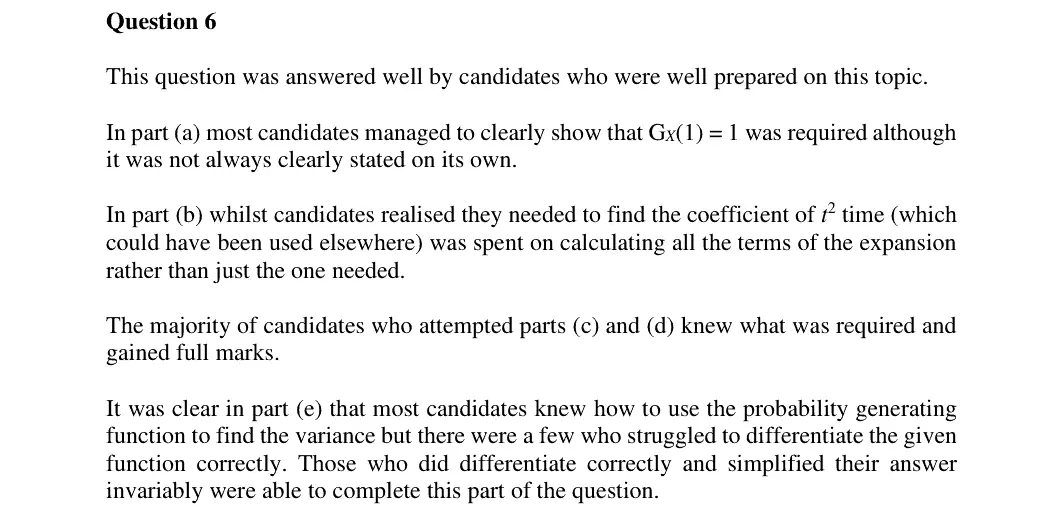 Question 6
This question was answered well by candidates who were well prepared on this topic.
In part (a) most candidates managed to clearly show that GX(1) = 1 was required although
it was not always clearly stated on its own.
In part (b) whilst candidates realised they needed to find the coefficient of t² time (which
could have been used elsewhere) was spent on calculating all the terms of the expansion
rather than just the one needed.
The majority of candidates who attempted parts (c) and (d) knew what was required and
gained full marks.
It was clear in part (e) that most candidates knew how to use the probability generating
function to find the variance but there were a few who struggled to differentiate the given
function correctly. Those who did differentiate correctly and simplified their answer
invariably were able to complete this part of the question.